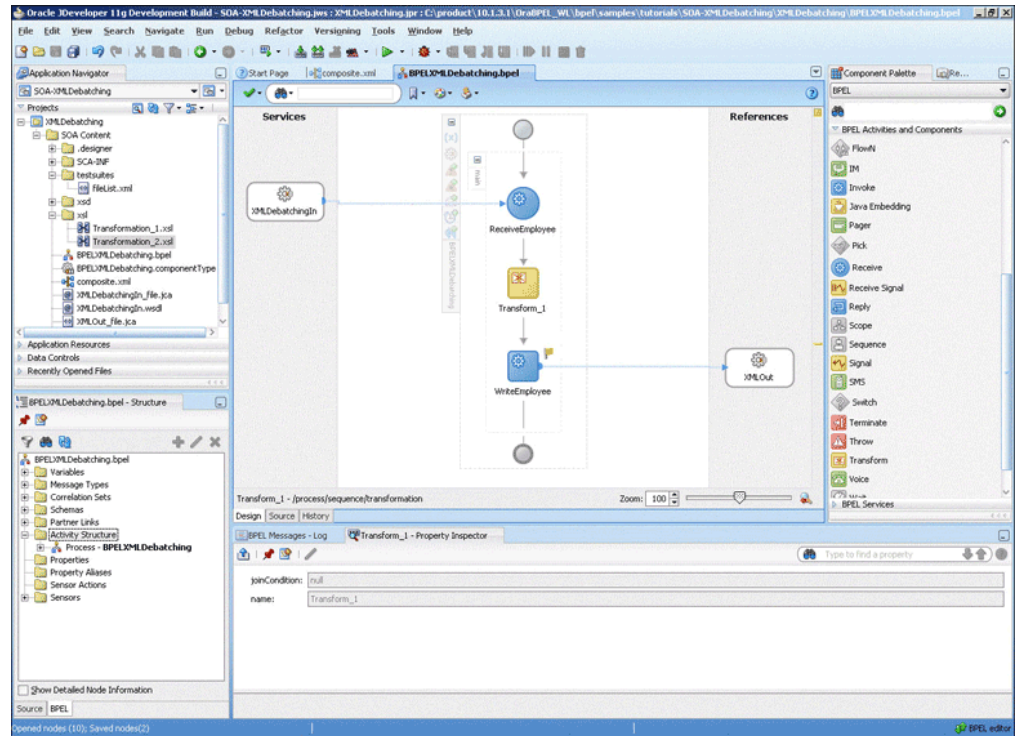 Oracle JDeveloper 11g Development Build - SOA-XMLDebatching.jws : XMLDebatching.jpr : C:\product\10.1.3.1\OraBPEL_WL\bpel\samples\tutorials\SOA-XMLDebatching\XMLDebatching\BPELXMLDebatching.bpel
File Edit View Search Navigate Run Debug Refactor Versioning Tools Window Help
Application Navigator
SOA-XMLDebatching
Projects
XMLDebatching
SOA Content
.designer
SCA-INF
testsuites
fileList.xml
xsd
xsl
Transformation_1.xsl
Transformation_2.xsl
BPELXMLDebatching.bpel
BPELXMLDebatching.componentType
composite.xml
XMLDebatchingIn_file.jca
XMLDebatchingIn.wsdl
XMLOut_file.jca
Application Resources
Data Controls
Recently Opened Files
BPELXMLDebatching.bpel - Structure
BPELXMLDebatching.bpel
Variables
Message Types
Correlation Sets
Schemas
Partner Links
Activity Structure
Process - BPELXMLDebatching
Properties
Property Aliases
Sensor Actions
Sensors
Show Detailed Node Information
Source BPEL
Start Page composite.xml BPELXMLDebatching.bpel
Services
References
XMLDebatchingIn
main
BPELXMLDebatching
ReceiveEmployee
Transform_1
WriteEmployee
XMLOut
Transform_1 - /process/sequence/transformation
Zoom: 100
Design Source History
BPEL Messages - Log Transform_1 - Property Inspector
Type to find a property
joinCondition: null
name: Transform_1
Component Palette Re...
BPEL
BPEL Activities and Components
FlowN
IM
Invoke
Java Embedding
Pager
Pick
Receive
Receive Signal
Reply
Scope
Sequence
Signal
SMS
Switch
Terminate
Throw
Transform
Voice
BPEL Services
Opened nodes (10); Saved nodes(2)
BPEL editor